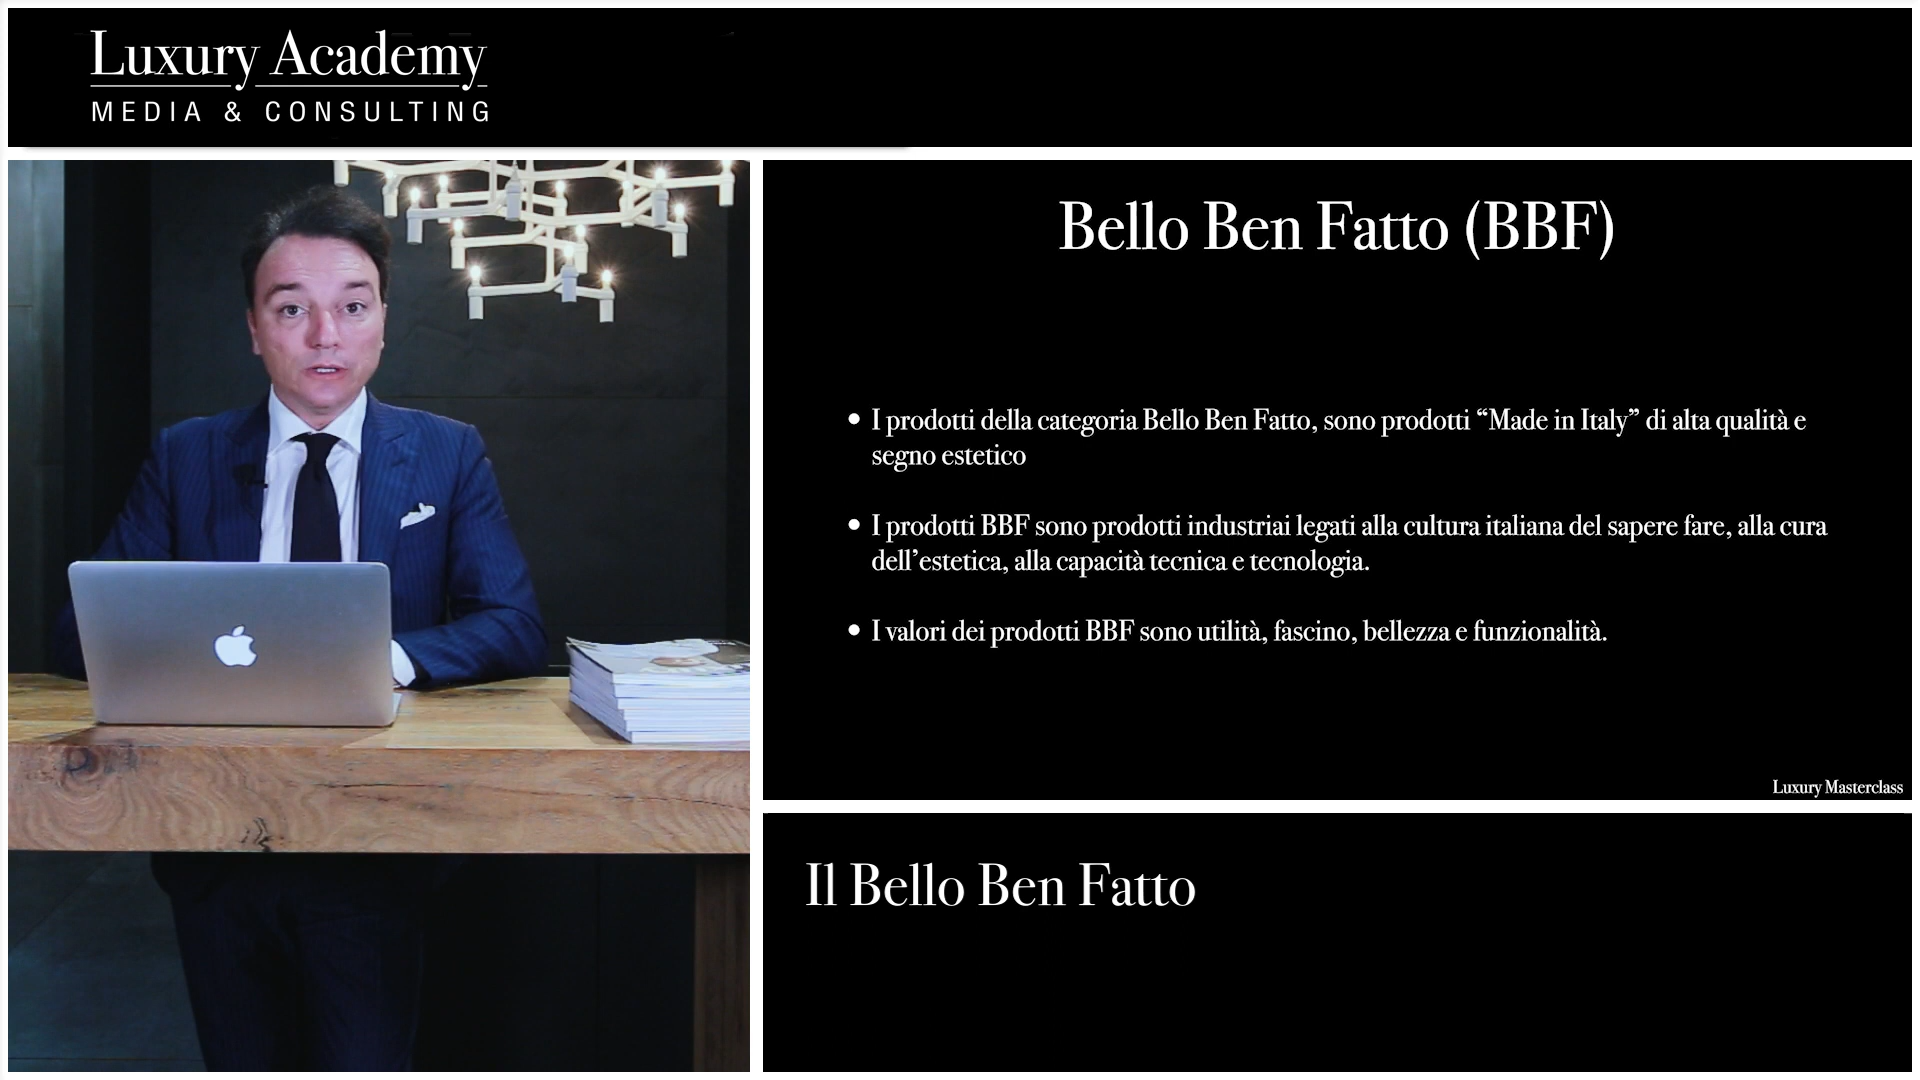 Luxury Academy
MEDIA & CONSULTING
Bello Ben Fatto (BBF)
• I prodotti della categoria Bello Ben Fatto, sono prodotti “Made in Italy” di alta qualità e
segno estetico
• I prodotti BBF sono prodotti industriai legati alla cultura italiana del sapere fare, alla cura
dell’estetica, alla capacità tecnica e tecnologia.
• I valori dei prodotti BBF sono utilità, fascino, bellezza e funzionalità.
Luxury Masterclass
Il Bello Ben Fatto